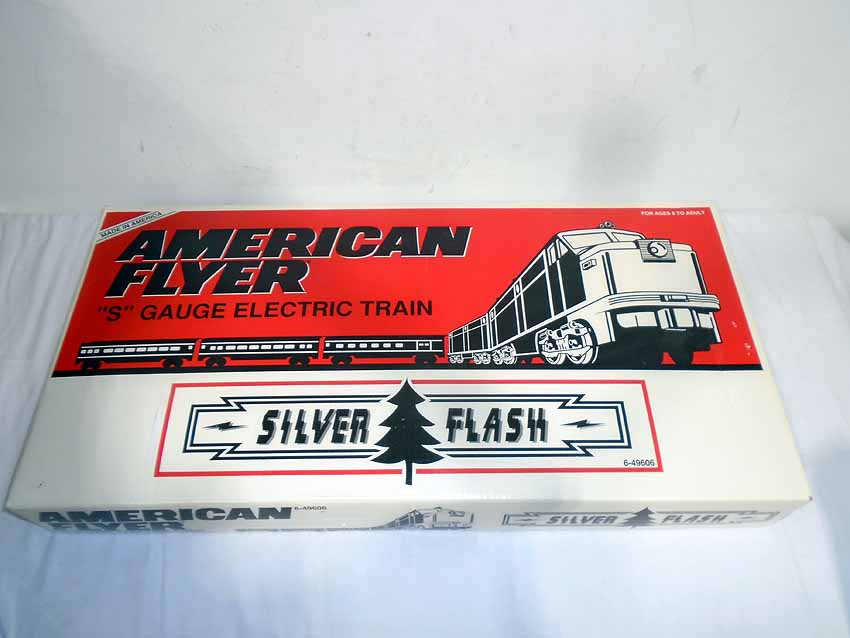 MADE IN AMERICA
FOR AGES 8 TO ADULT
AMERICAN
FLYER
"S" GAUGE ELECTRIC TRAIN
SILVER FLASH
6-49606
AMERICAN
FLYER
6-49606
SILVER FLASH